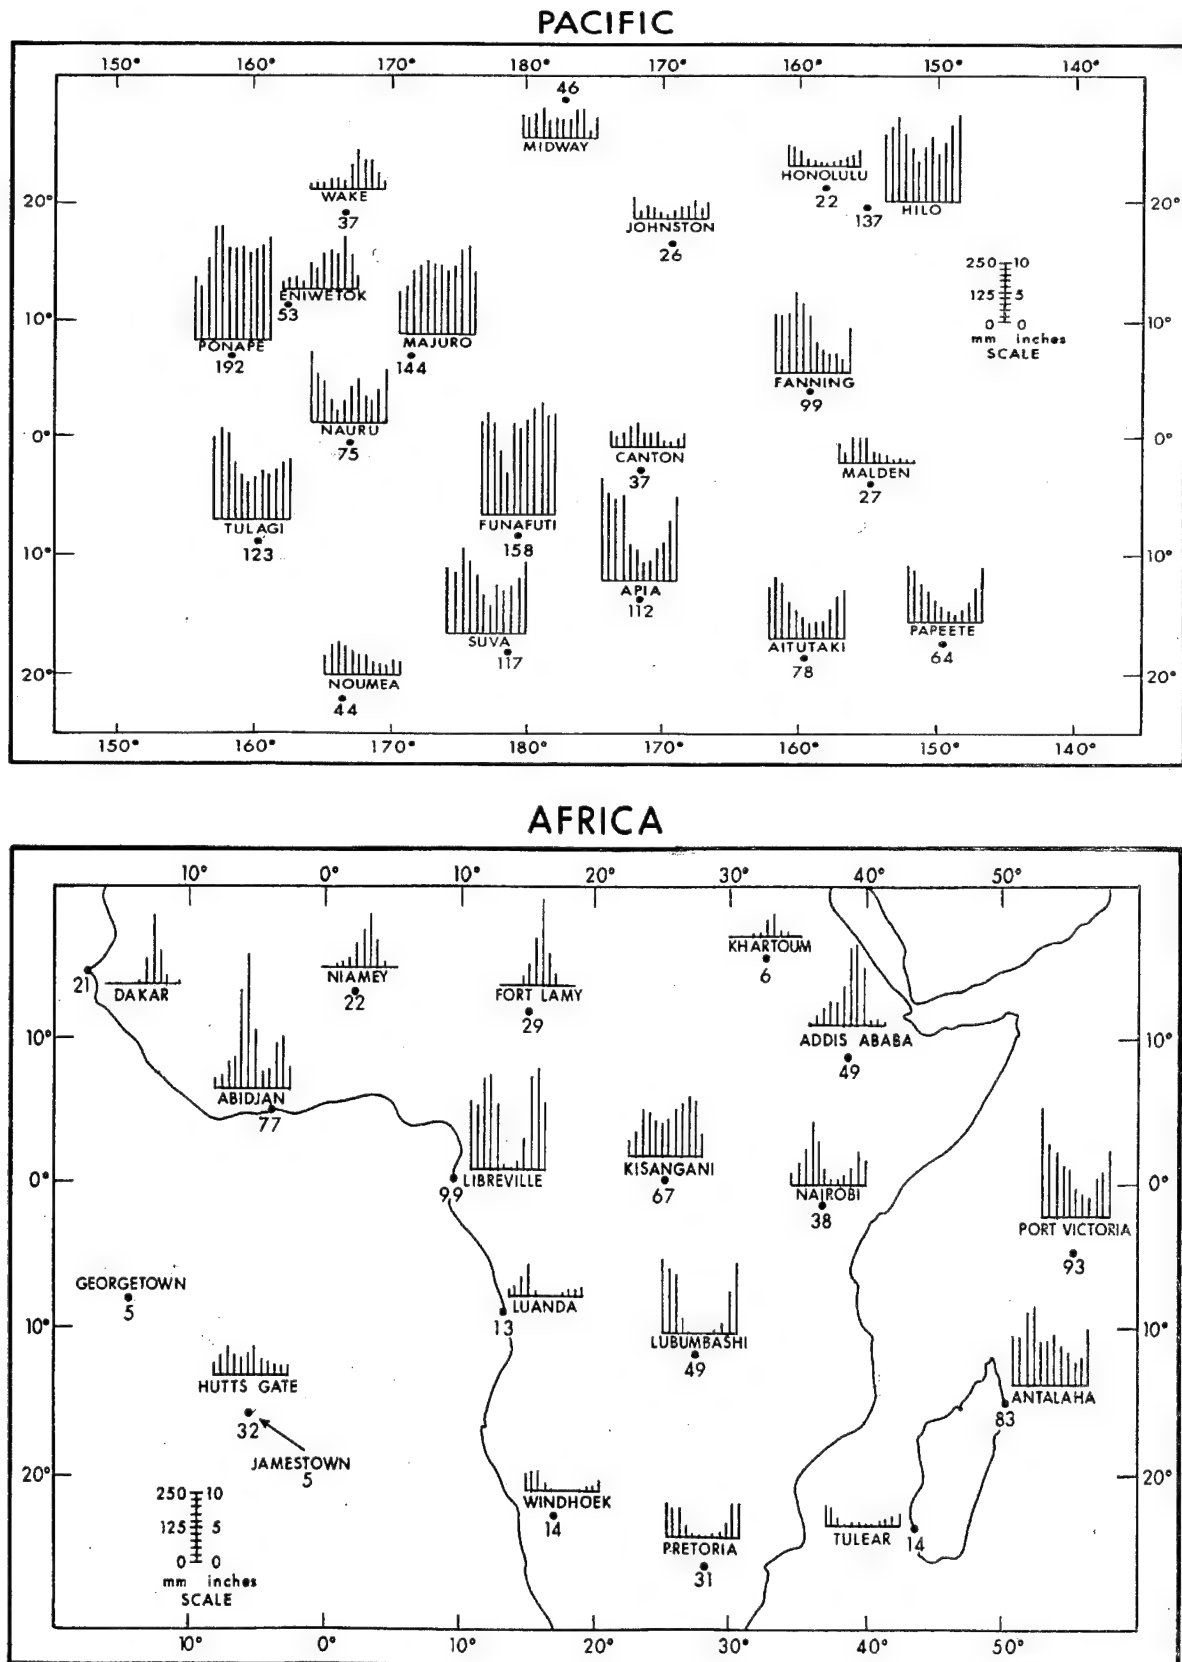 PACIFIC
150° 160° 170° 180° 170° 160° 150° 140°
46
MIDWAY
HONOLULU
22
HILO
137
WAKE
37
JOHNSTON
26
20° 20°
PONAPE
192
ENIWETOK
53
MAJURO
144
250 10
125 5
0 0
mm inches
SCALE
10° 10°
FANNING
99
NAURU
75
0° 0°
CANTON
37
MALDEN
27
TULAGI
123
FUNAFUTI
158
10° 10°
APIA
112
SUVA
117
AITUTAKI
78
PAPEETE
64
NOUMEA
44
20° 20°
150° 160° 170° 180° 170° 160° 150° 140°
AFRICA
10° 0° 10° 20° 30° 40° 50°
KHARTOUM
6
21
DAKAR
NIAMEY
22
FORT LAMY
29
ADDIS ABABA
49
10° 10°
ABIDJAN
77
LIBREVILLE
99
KISANGANI
67
NAIROBI
38
0° 0°
PORT VICTORIA
93
GEORGETOWN
5
LUANDA
13
10° 10°
LUBUMBASHI
49
HUTTS GATE
32
JAMESTOWN
5
ANTALAHA
83
20° 20°
WINDHOEK
14
PRETORIA
31
TULEAR
14
250 10
125 5
0 0
mm inches
SCALE
10° 0° 10° 20° 30° 40° 50°